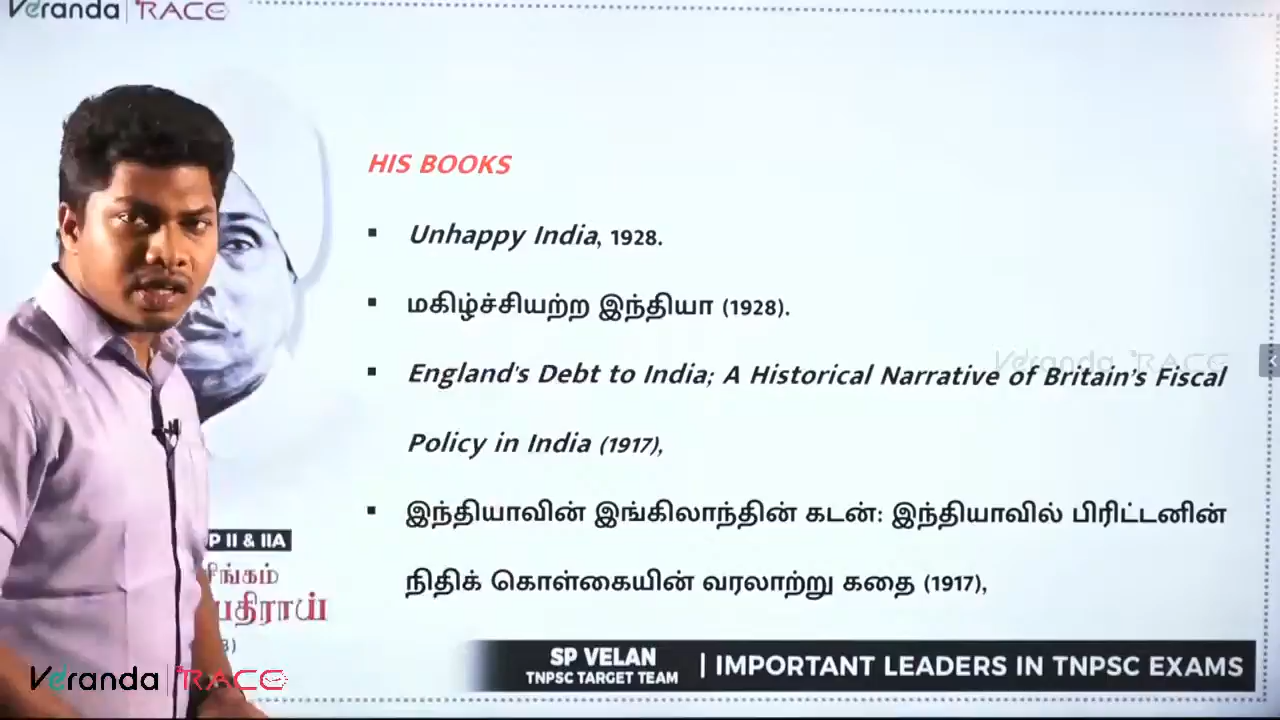 Veranda RACE
HIS BOOKS
▪ Unhappy India, 1928.
▪ மகிழ்ச்சியற்ற இந்தியா (1928).
Veranda RACE
▪ England's Debt to India; A Historical Narrative of Britain's Fiscal
Policy in India (1917),
▪ இந்தியாவின் இங்கிலாந்தின் கடன்: இந்தியாவில் பிரிட்டனின்
நிதிக் கொள்கையின் வரலாற்று கதை (1917),
P II & IIA
SP VELAN
TNPSC TARGET TEAM
| IMPORTANT LEADERS IN TNPSC EXAMS
Veranda RACE